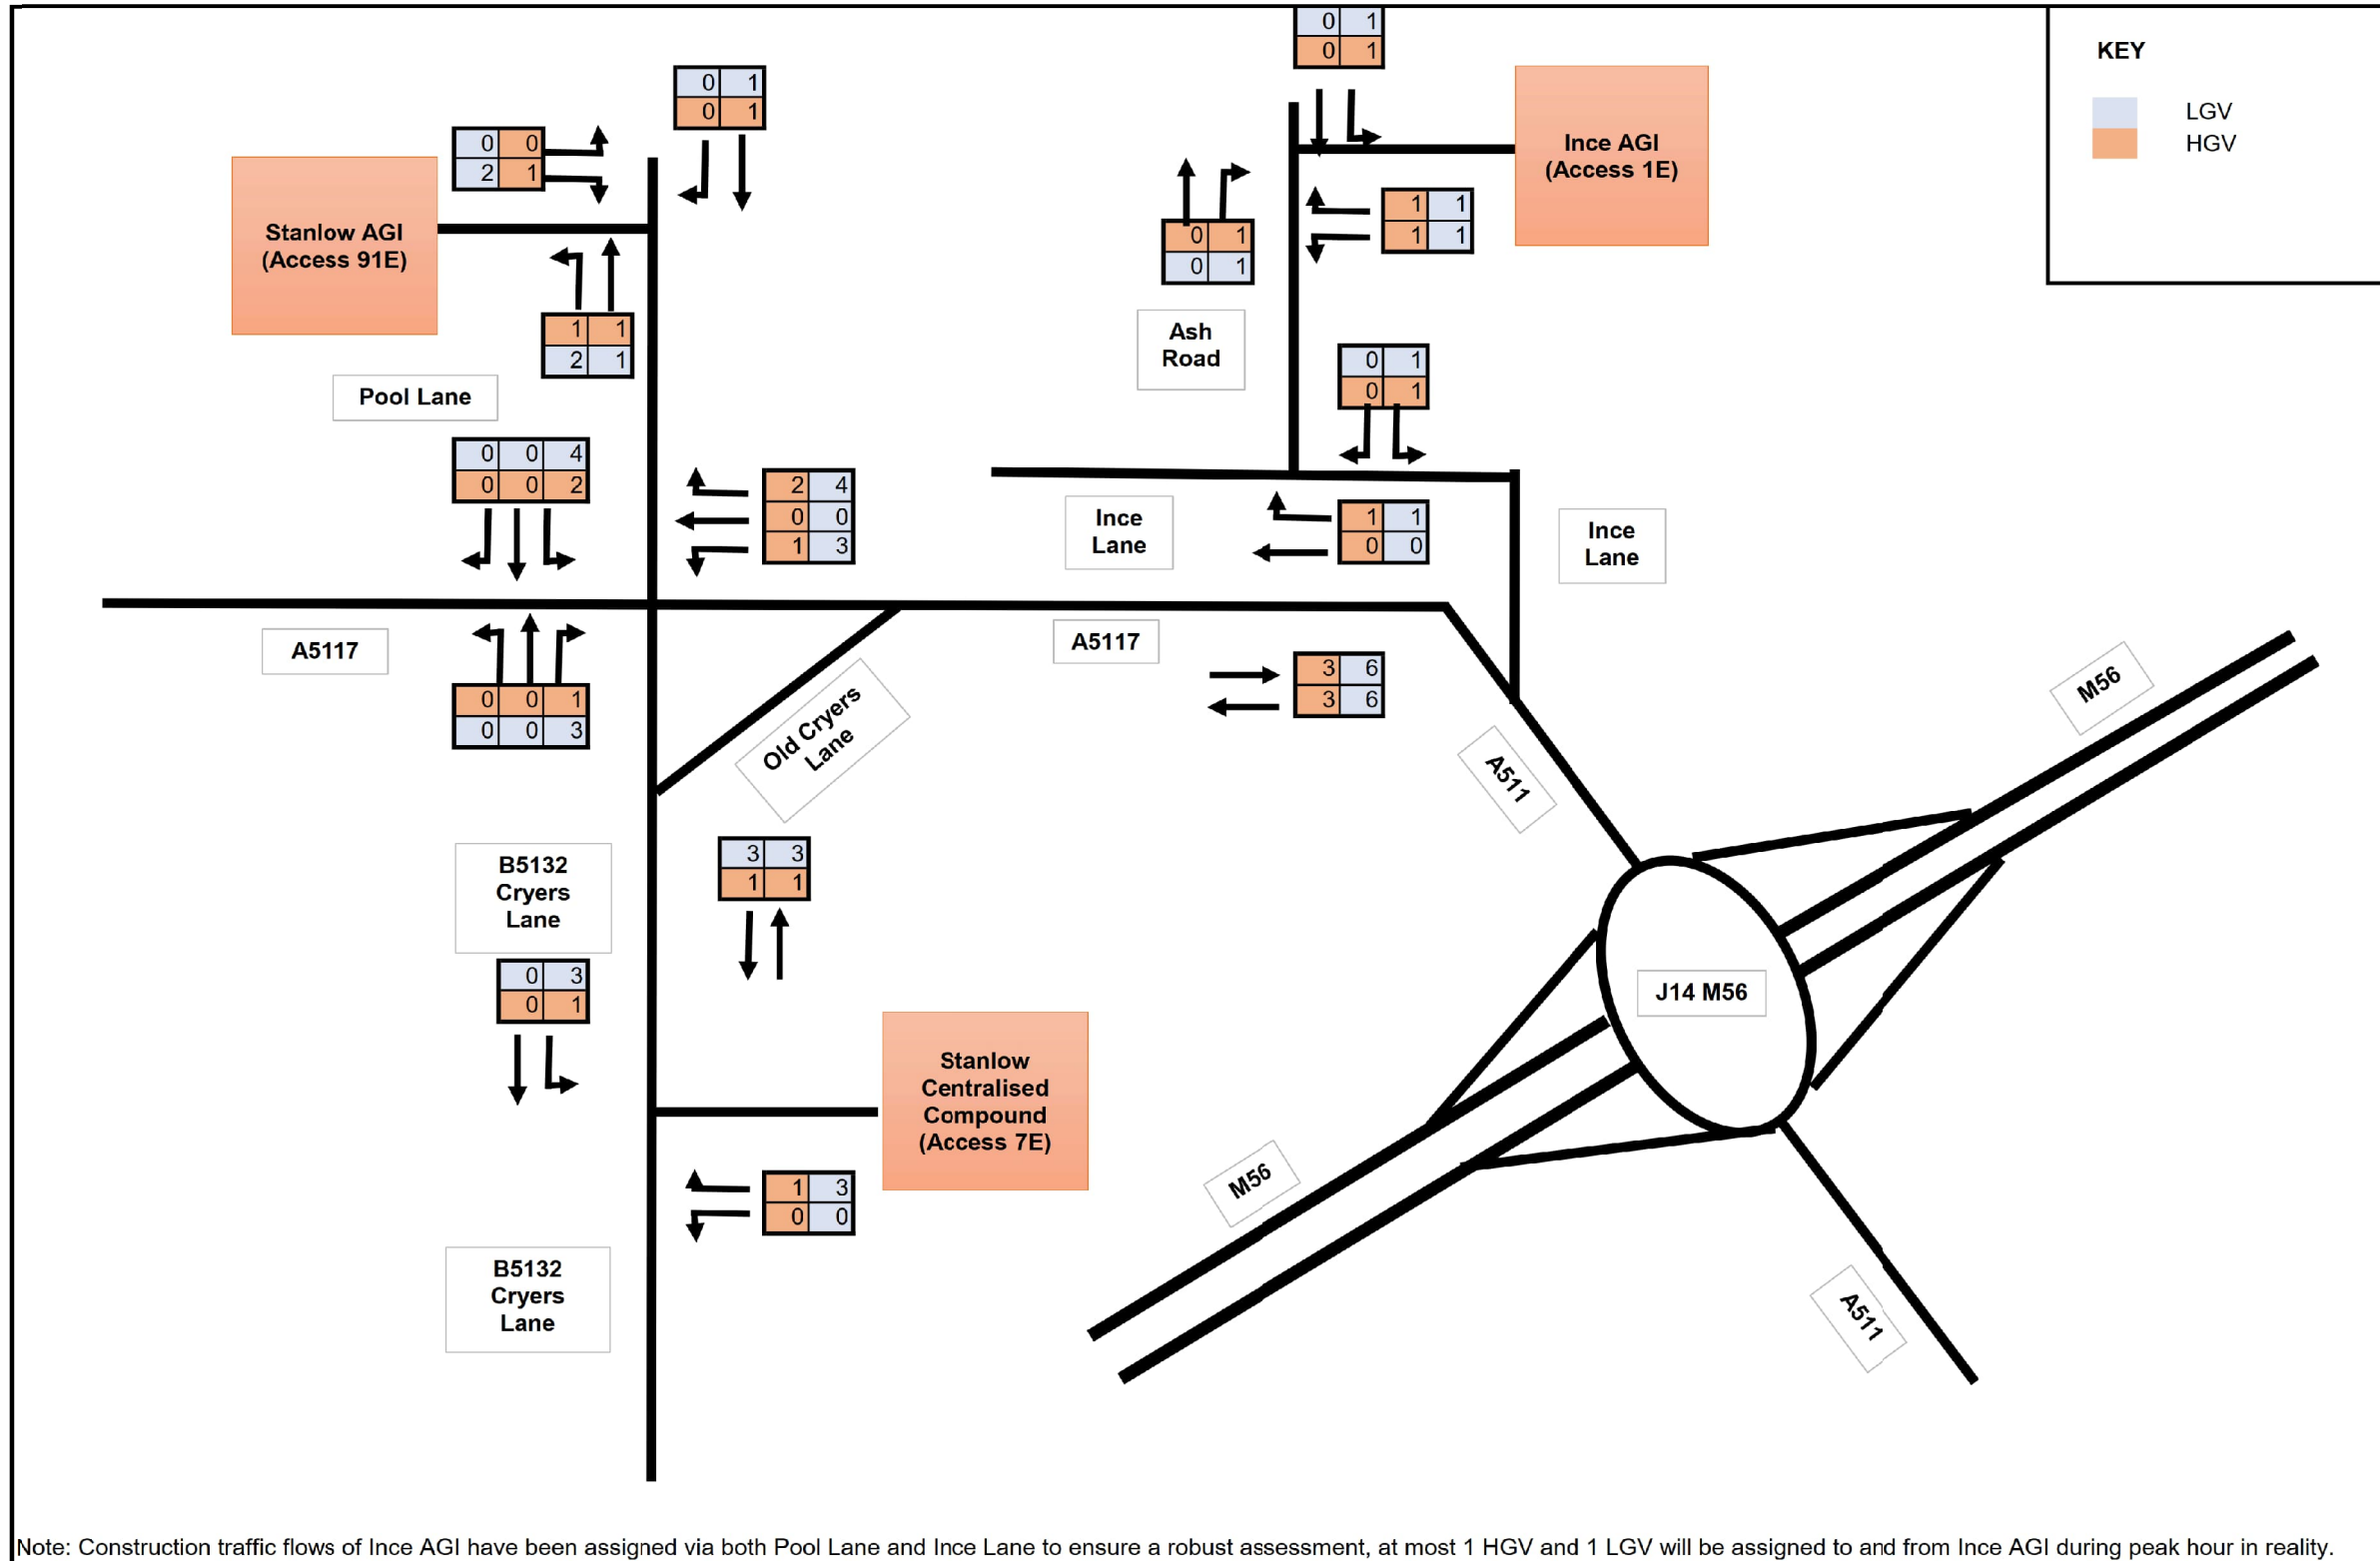 0 1
0 1
KEY
LGV
HGV
0 1
0 1
0 0
2 1
Stanlow AGI
(Access 91E)
Ince AGI
(Access 1E)
1 1
1 1
0 1
0 1
1 1
2 1
Pool Lane
Ash
Road
0 1
0 1
0 0 4
0 0 2
2 4
0 0
1 3
Ince
Lane
1 1
0 0
Ince
Lane
A5117
A5117
3 6
3 6
0 0 1
0 0 3
Old Cryers
Lane
M56
A511
B5132
Cryers
Lane
3 3
1 1
0 3
0 1
J14 M56
Stanlow
Centralised
Compound
(Access 7E)
1 3
0 0
M56
B5132
Cryers
Lane
A511
Note: Construction traffic flows of Ince AGI have been assigned via both Pool Lane and Ince Lane to ensure a robust assessment, at most 1 HGV and 1 LGV will be assigned to and from Ince AGI during peak hour in reality.